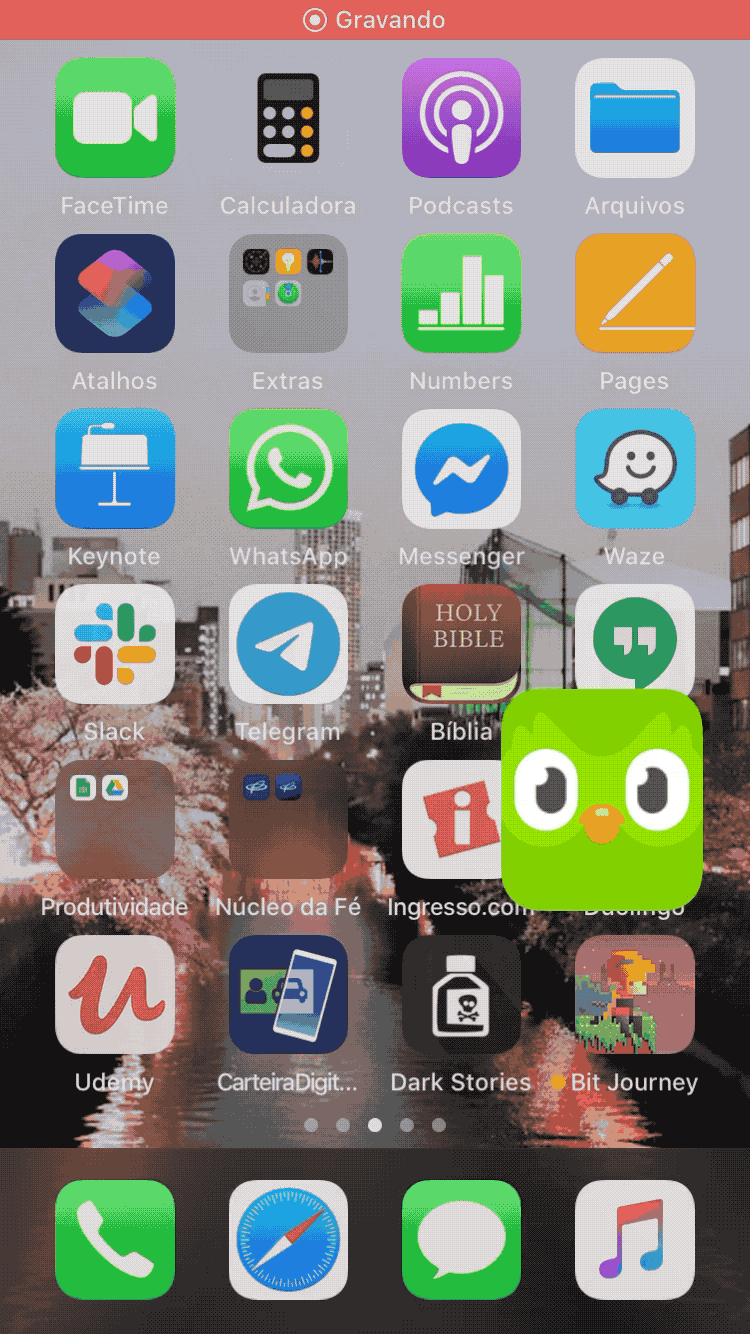 Gravando
FaceTime Calculadora Podcasts Arquivos
Atalhos Extras Numbers Pages
Keynote WhatsApp Messenger Waze
HOLY
BIBLE
Slack Telegram Bíblia
Produtividade Núcleo da Fé Ingresso.com Duolingo
Udemy CarteiraDigit... Dark Stories Bit Journey